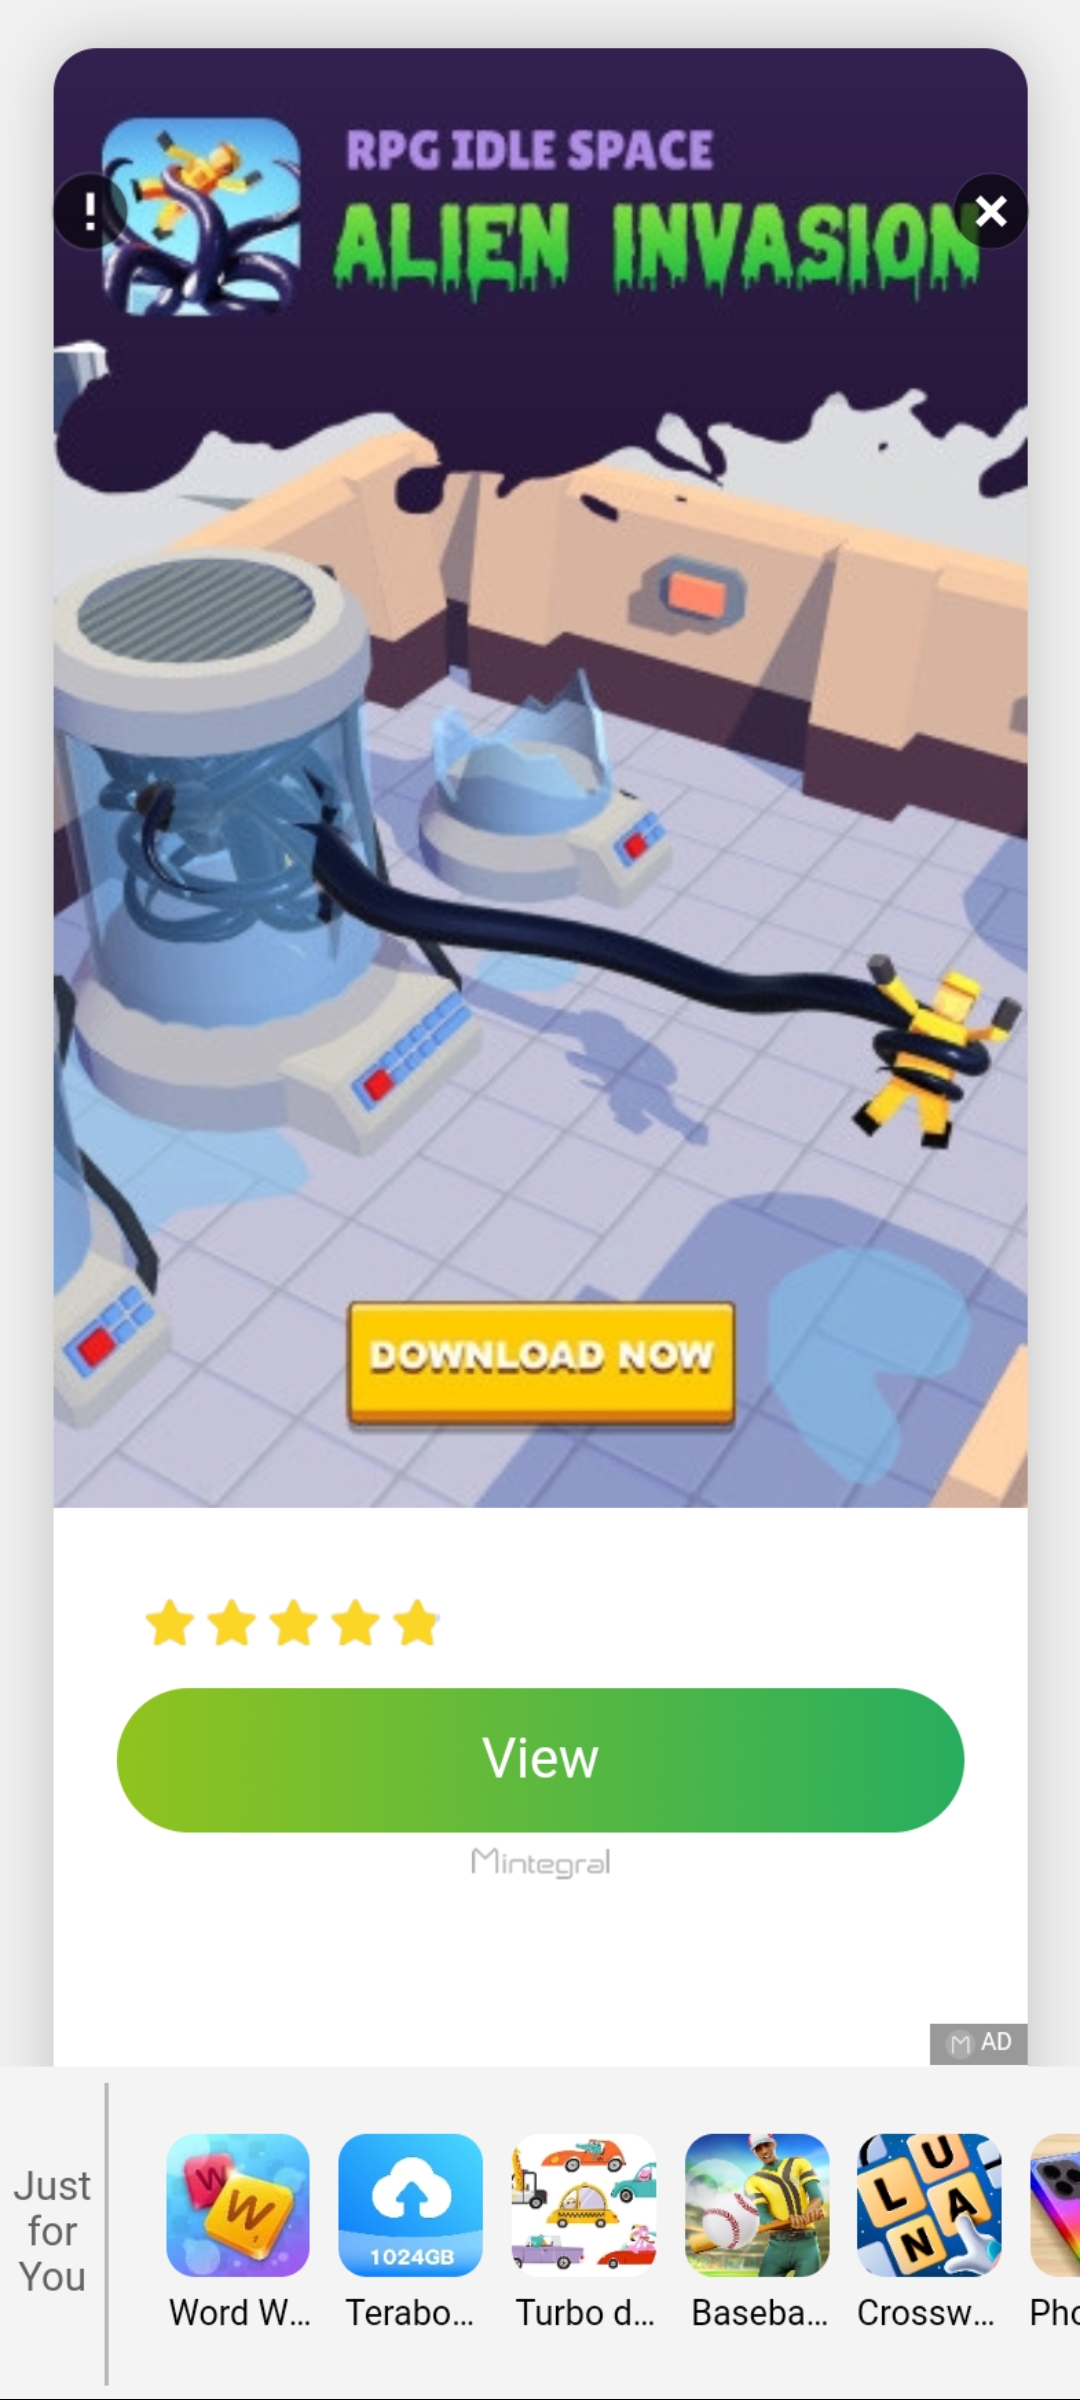 RPG IDLE SPACE
ALIEN INVASION
DOWNLOAD NOW
View
Mintegral
AD
Just
for
You
W
W
1024GB
L
U
A
N
Word W...
Terabo...
Turbo d...
Baseba...
Crossw...
Pho